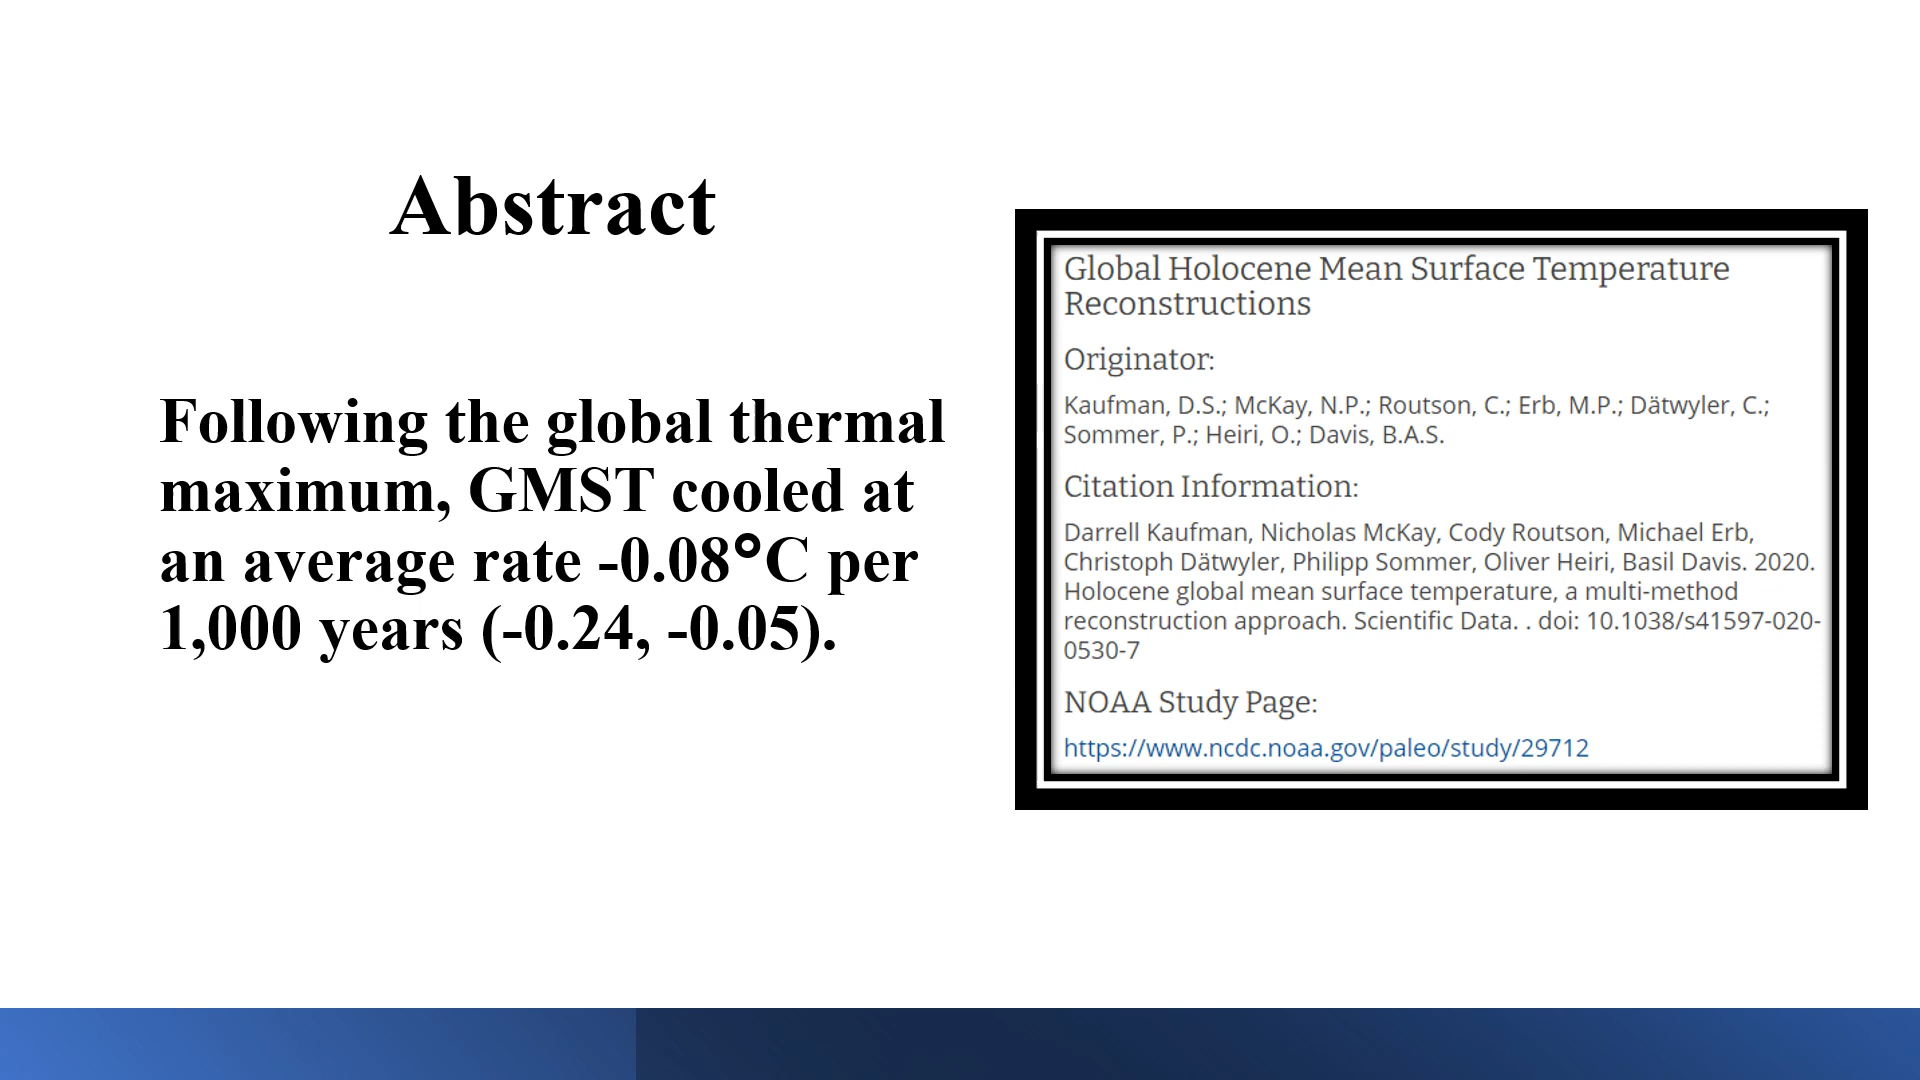 Abstract
Following the global thermal
maximum, GMST cooled at
an average rate -0.08°C per
1,000 years (-0.24, -0.05).
Global Holocene Mean Surface Temperature
Reconstructions
Originator:
Kaufman, D.S.; McKay, N.P.; Routson, C.; Erb, M.P.; Dätwyler, C.;
Sommer, P.; Heiri, O.; Davis, B.A.S.
Citation Information:
Darrell Kaufman, Nicholas McKay, Cody Routson, Michael Erb,
Christoph Dätwyler, Philipp Sommer, Oliver Heiri, Basil Davis. 2020.
Holocene global mean surface temperature, a multi-method
reconstruction approach. Scientific Data. . doi: 10.1038/s41597-020-
0530-7
NOAA Study Page:
https://www.ncdc.noaa.gov/paleo/study/29712